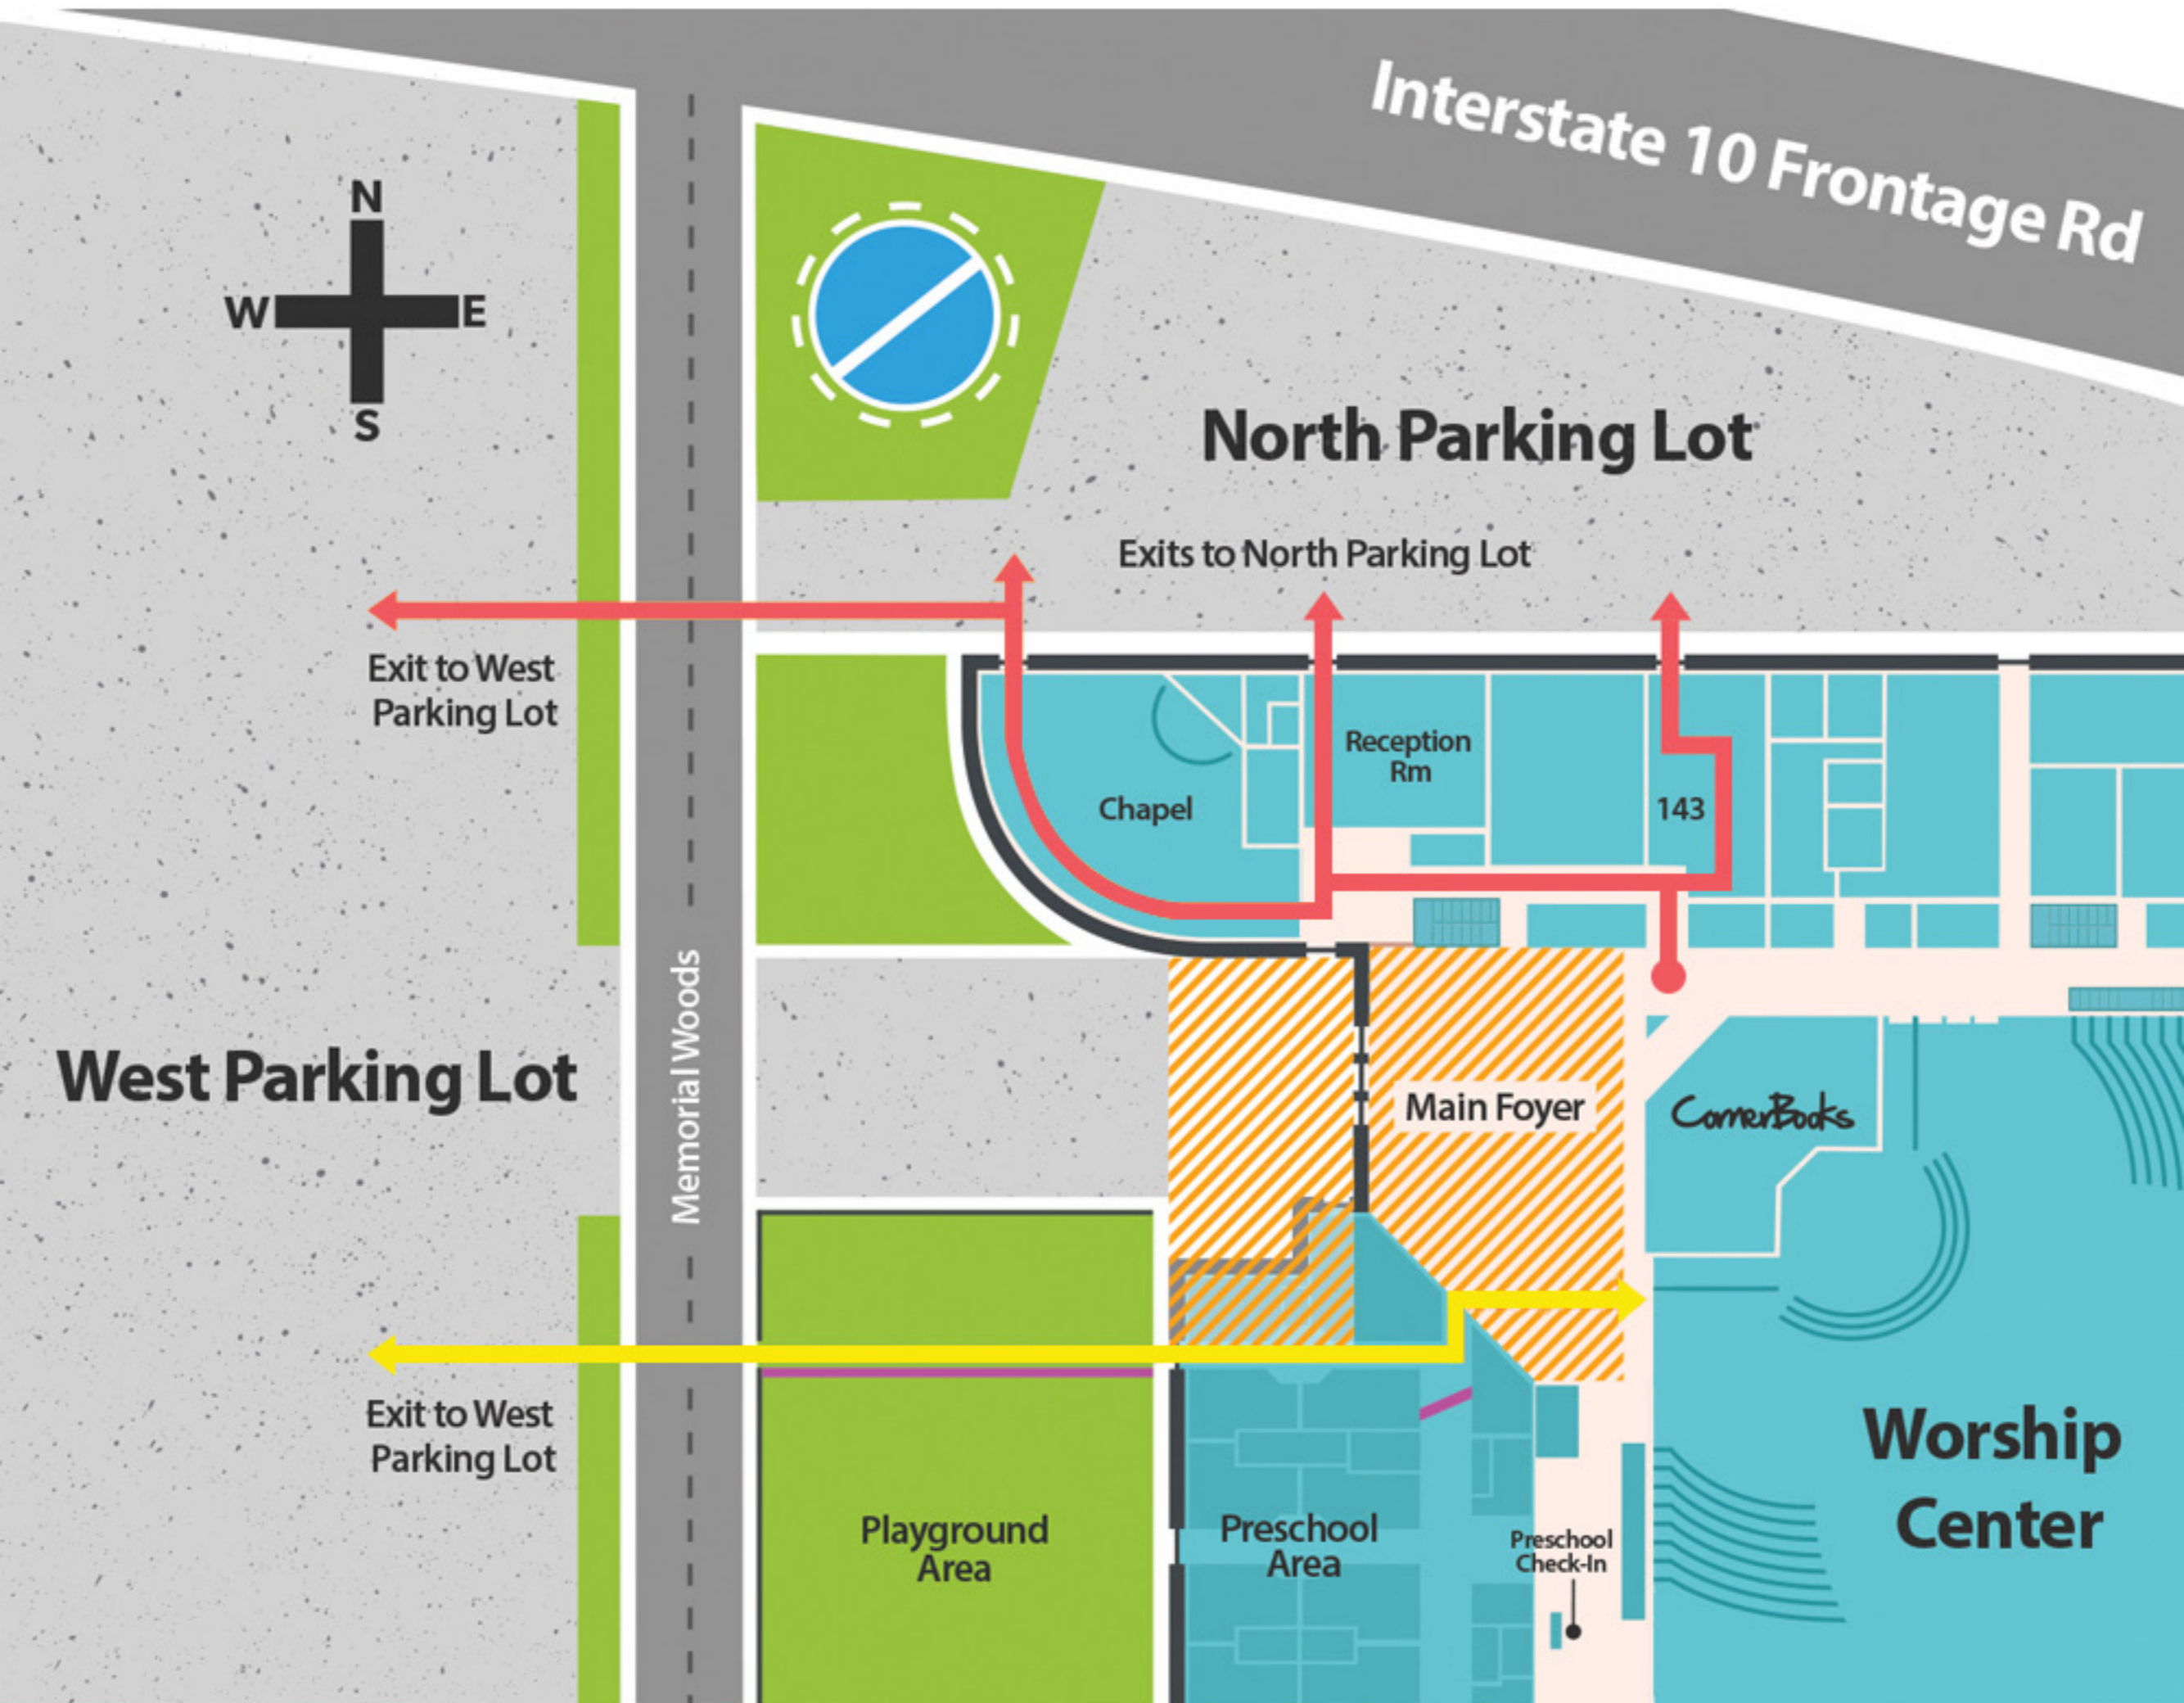 Interstate 10 Frontage Rd
N
W
E
S
North Parking Lot
Exits to North Parking Lot
Exit to West
Parking Lot
Reception
Rm
Chapel
143
Memorial Woods
West Parking Lot
Main Foyer
CornerBooks
Exit to West
Parking Lot
Worship
Center
Playground
Area
Preschool
Area
Preschool
Check-In